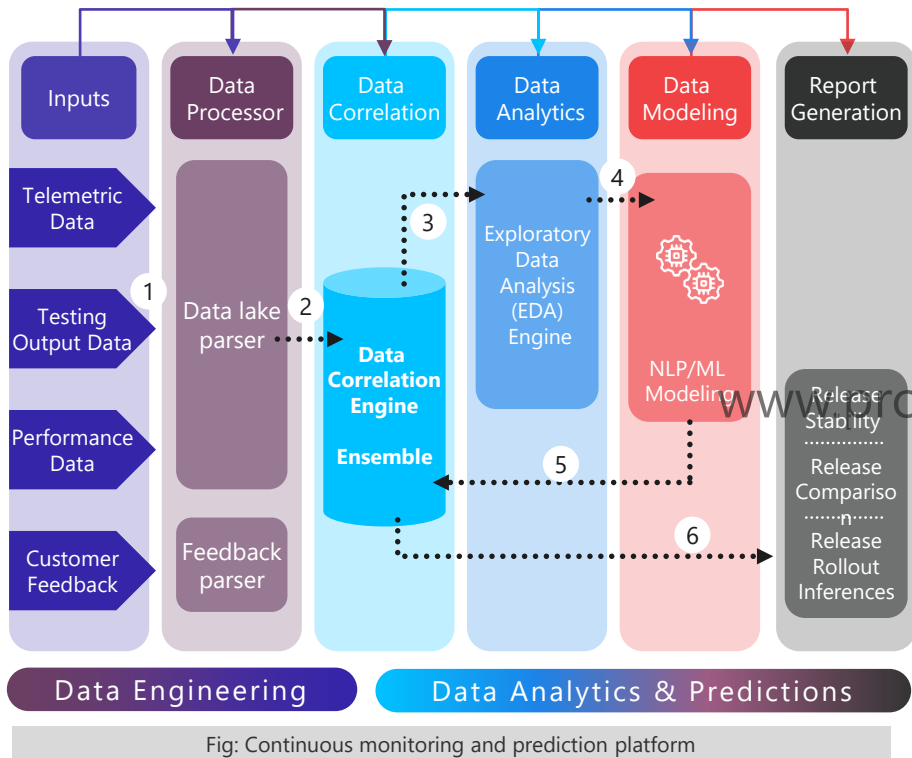 Inputs
Data
Processor
Data
Correlation
Data
Analytics
Data
Modeling
Report
Generation
Telemetric
Data
Testing
Output Data
Performance
Data
Customer
Feedback
1
Data lake
parser
Feedback
parser
2
Data
Correlation
Engine
Ensemble
3
Exploratory
Data
Analysis
(EDA)
Engine
4
NLP/ML
Modeling
5
6
www.pro
Release
Stability
Release
Compariso
n
Release
Rollout
Inferences
Data Engineering
Data Analytics & Predictions
Fig: Continuous monitoring and prediction platform